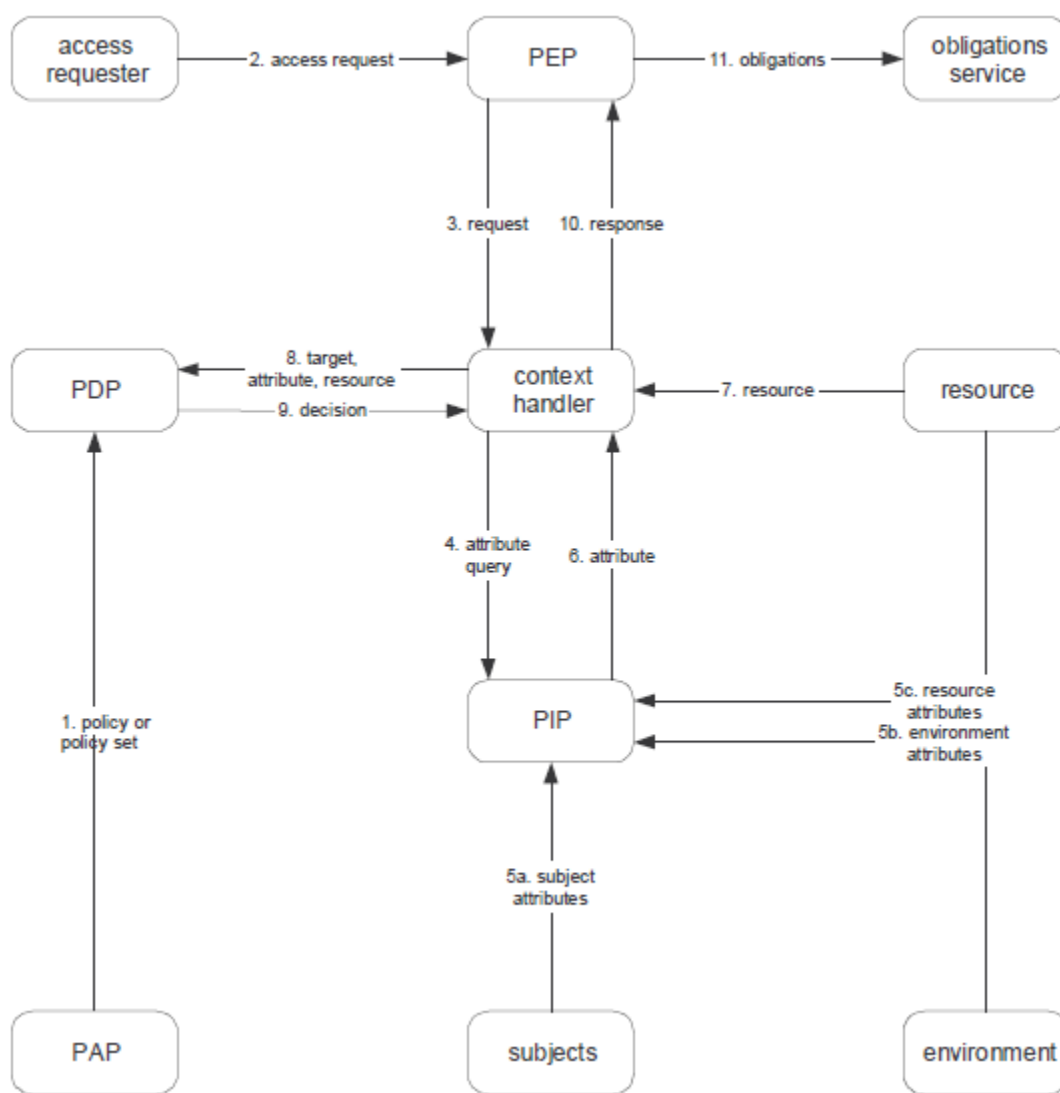 access
requester
2. access request
PEP
11. obligations
obligations
service
3. request
10. response
PDP
8. target,
attribute, resource
9. decision
context
handler
7. resource
resource
4. attribute
query
6. attribute
1. policy or
policy set
PIP
5c. resource
attributes
5b. environment
attributes
5a. subject
attributes
PAP
subjects
environment